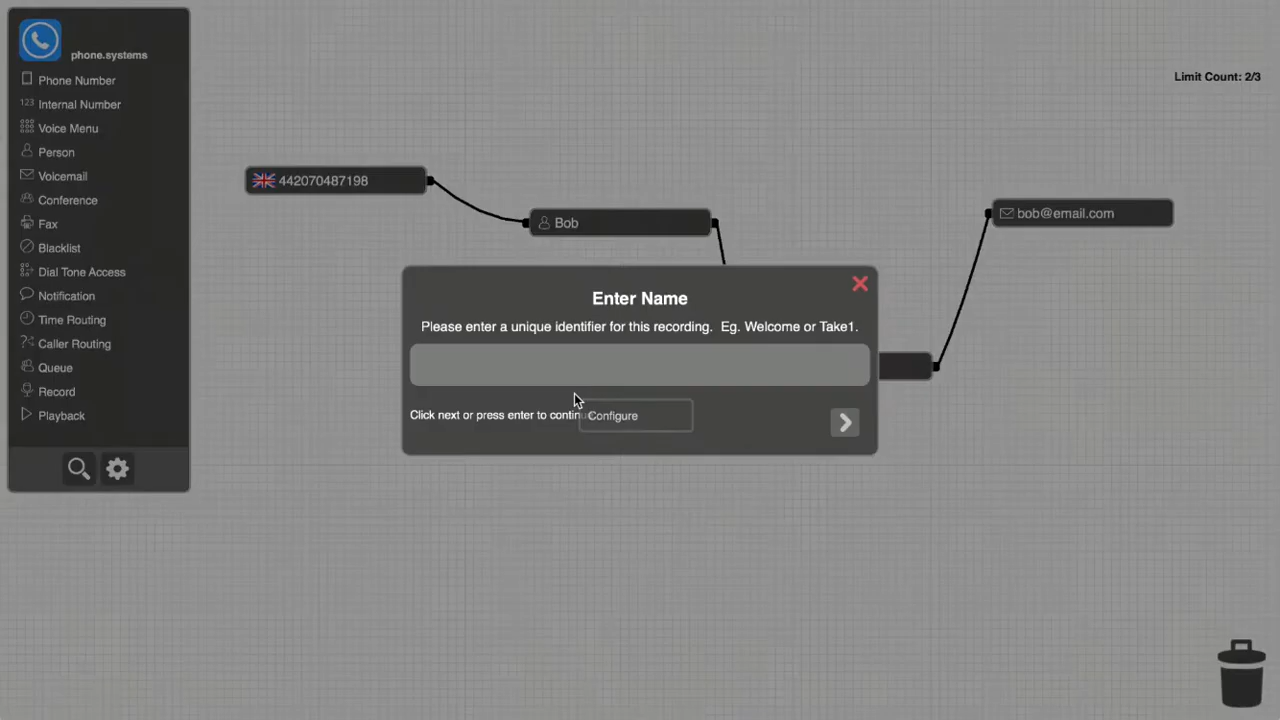 phone.systems
Phone Number
123 Internal Number
Voice Menu
Person
Voicemail
Conference
Fax
Blacklist
Dial Tone Access
Notification
Time Routing
Caller Routing
Queue
Record
Playback
Limit Count: 2/3
442070487198
Bob
bob@email.com
Enter Name
Please enter a unique identifier for this recording. Eg. Welcome or Take1.
Click next or press enter to continue
Configure